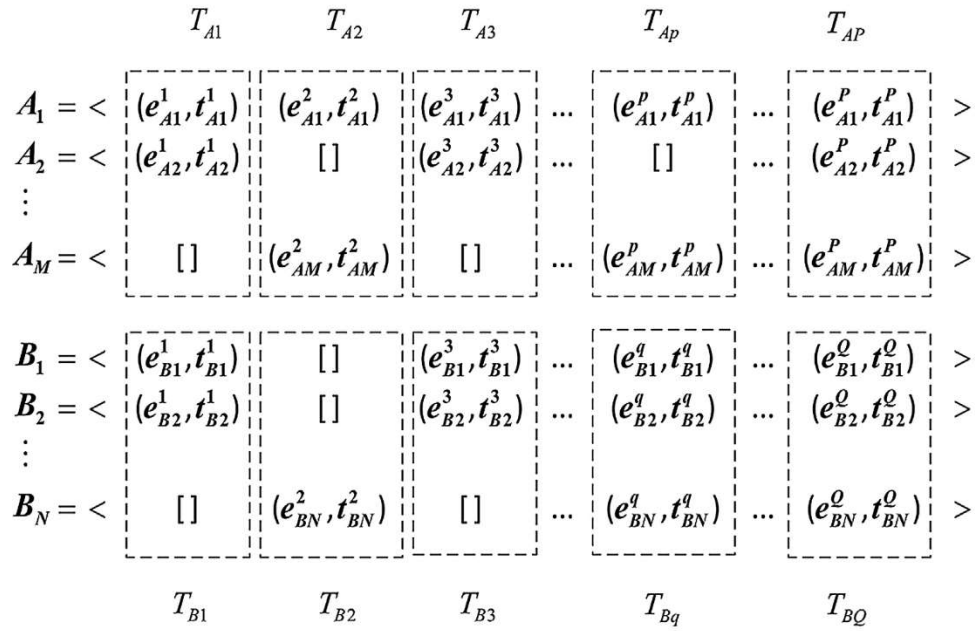 T_{A1} T_{A2} T_{A3} T_{Ap} T_{AP}
A_1 = < (e^1_{A1}, t^1_{A1}) (e^2_{A1}, t^2_{A1}) (e^3_{A1}, t^3_{A1}) ... (e^p_{A1}, t^p_{A1}) ... (e^P_{A1}, t^P_{A1}) >
A_2 = < (e^1_{A2}, t^1_{A2}) [ ] (e^3_{A2}, t^3_{A2}) ... [ ] ... (e^P_{A2}, t^P_{A2}) >
⋮
A_M = < [ ] (e^2_{AM}, t^2_{AM}) [ ] ... (e^p_{AM}, t^p_{AM}) ... (e^P_{AM}, t^P_{AM}) >
B_1 = < (e^1_{B1}, t^1_{B1}) [ ] (e^3_{B1}, t^3_{B1}) ... (e^q_{B1}, t^q_{B1}) ... (e^Q_{B1}, t^Q_{B1}) >
B_2 = < (e^1_{B2}, t^1_{B2}) [ ] (e^3_{B2}, t^3_{B2}) ... (e^q_{B2}, t^q_{B2}) ... (e^Q_{B2}, t^Q_{B2}) >
⋮
B_N = < [ ] (e^2_{BN}, t^2_{BN}) [ ] ... (e^q_{BN}, t^q_{BN}) ... (e^Q_{BN}, t^Q_{BN}) >
T_{B1} T_{B2} T_{B3} T_{Bq} T_{BQ}